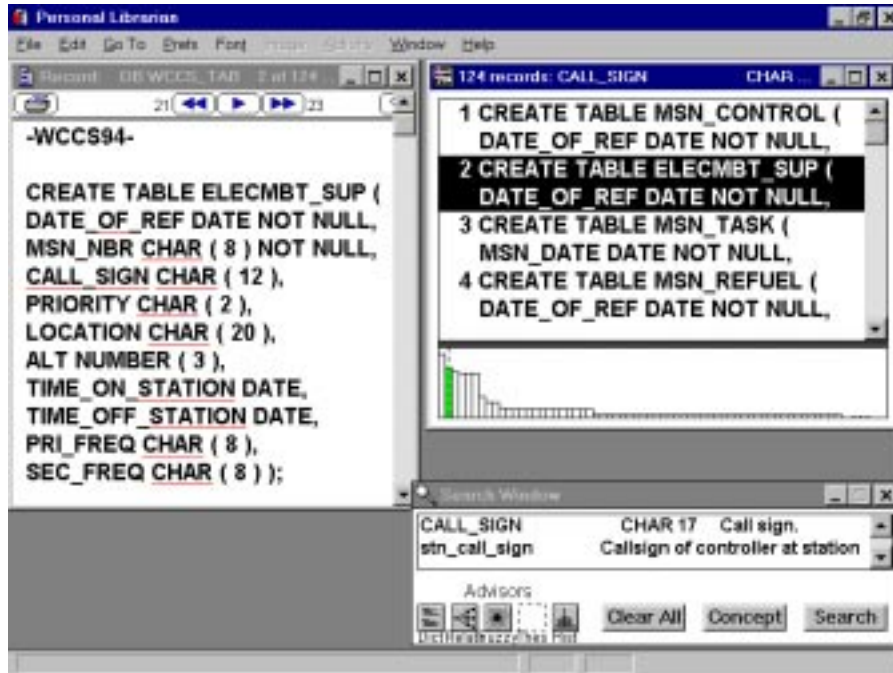 Personal Librarian
File Edit Go To Prefs Font Window Help
Record: DB WCCS_TAB 2 of 124
21 23
-WCCS94-
CREATE TABLE ELECMBT_SUP (
DATE_OF_REF DATE NOT NULL,
MSN_NBR CHAR ( 8 ) NOT NULL,
CALL_SIGN CHAR ( 12 ),
PRIORITY CHAR ( 2 ),
LOCATION CHAR ( 20 ),
ALT NUMBER ( 3 ),
TIME_ON_STATION DATE,
TIME_OFF_STATION DATE,
PRI_FREQ CHAR ( 8 ),
SEC_FREQ CHAR ( 8 ) );
124 records: CALL_SIGN CHAR ...
1 CREATE TABLE MSN_CONTROL (
DATE_OF_REF DATE NOT NULL,
2 CREATE TABLE ELECMBT_SUP (
DATE_OF_REF DATE NOT NULL,
3 CREATE TABLE MSN_TASK (
MSN_DATE DATE NOT NULL,
4 CREATE TABLE MSN_REFUEL (
DATE_OF_REF DATE NOT NULL,
Search Window
CALL_SIGN CHAR 17 Call sign.
stn_call_sign Callsign of controller at station
Advisors
Clear All Concept Search